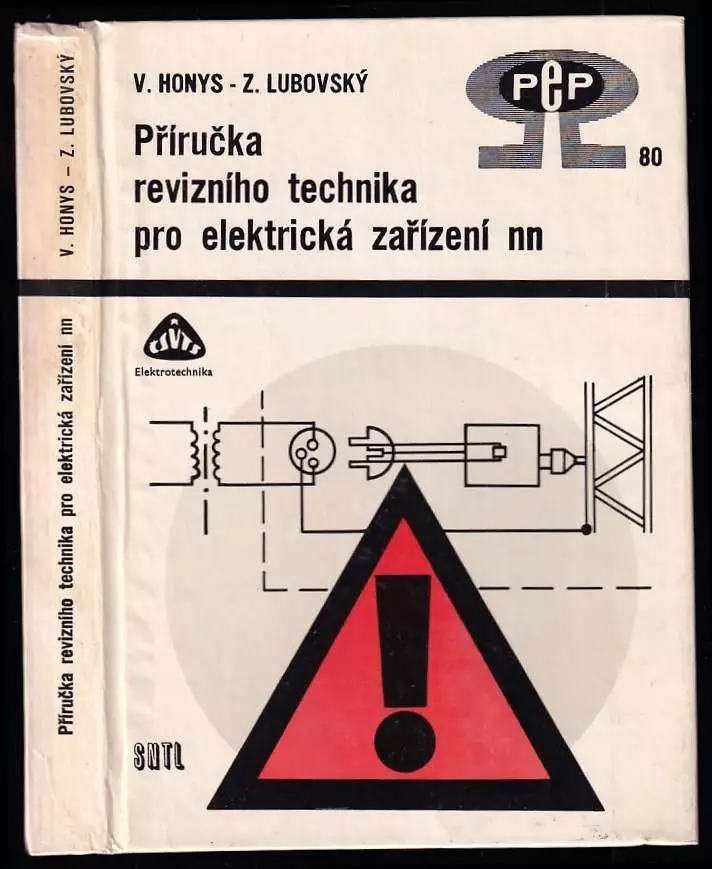 V. HONYS - Z. LUBOVSKÝ
PeP
80
Příručka
revizního technika
pro elektrická zařízení nn
ČSVTS
Elektrotechnika
SNTL
Příručka revizního technika pro elektrická zařízení nn V. HONYS – Z. LUBOVSKÝ